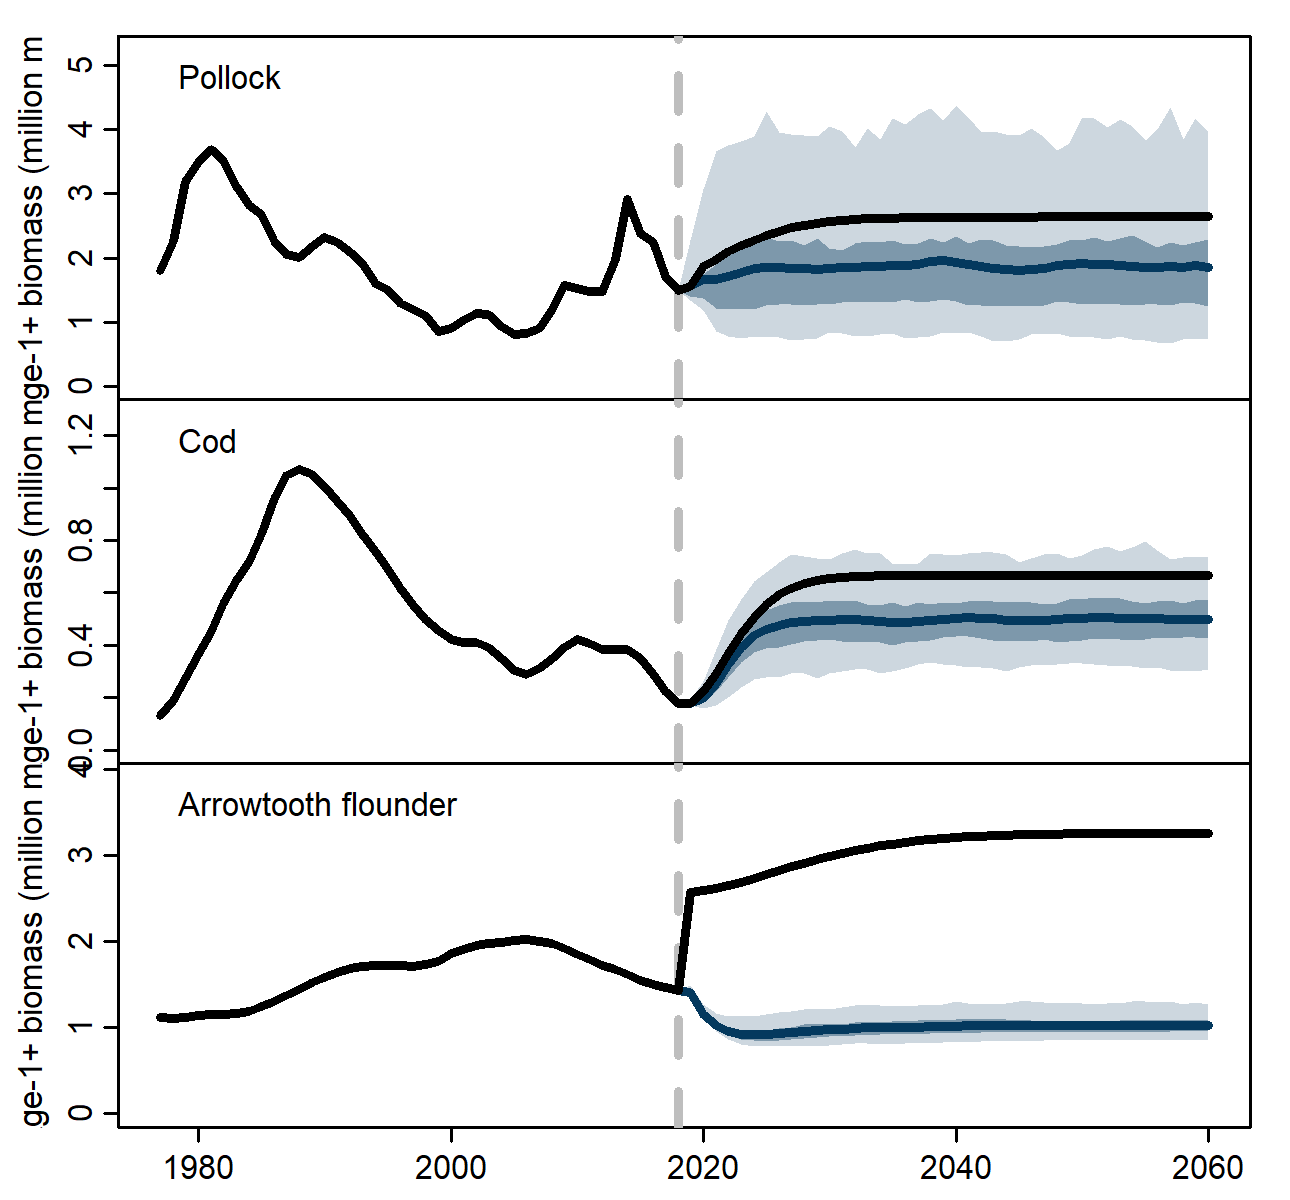 Pollock
ge-1+ biomass (million m
5
4
3
2
1
0
Cod
ge-1+ biomass (million m
1.2
0.8
0.4
0.0
Arrowtooth flounder
ge-1+ biomass (million m
4
3
2
1
0
1980 2000 2020 2040 2060